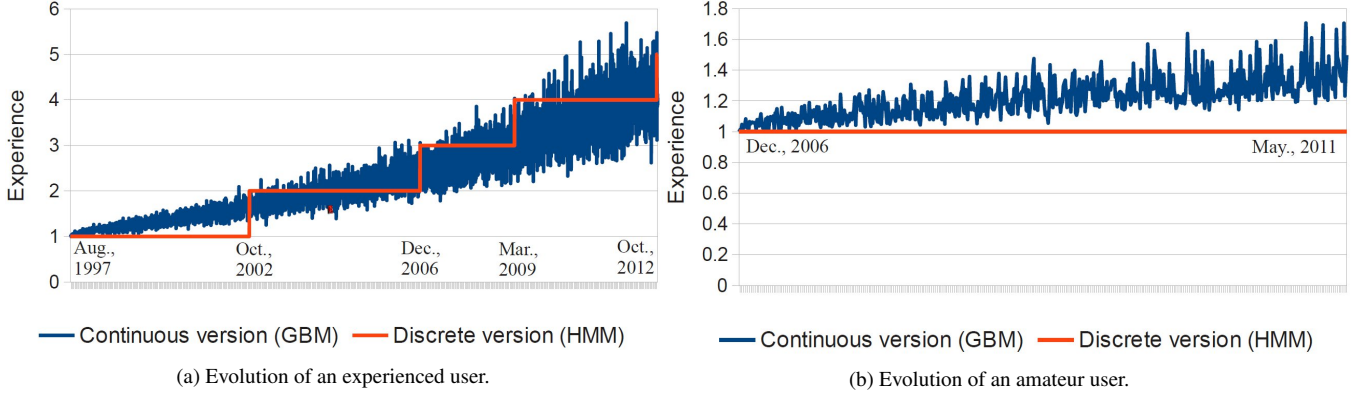 6
5
4
3
2
1
0
Experience
Aug.,
1997
Oct.,
2002
Dec.,
2006
Mar.,
2009
Oct.,
2012
Continuous version (GBM)
Discrete version (HMM)
(a) Evolution of an experienced user.
1.8
1.6
1.4
1.2
1
0.8
0.6
0.4
0.2
0
Experience
Dec., 2006
May., 2011
Continuous version (GBM)
Discrete version (HMM)
(b) Evolution of an amateur user.